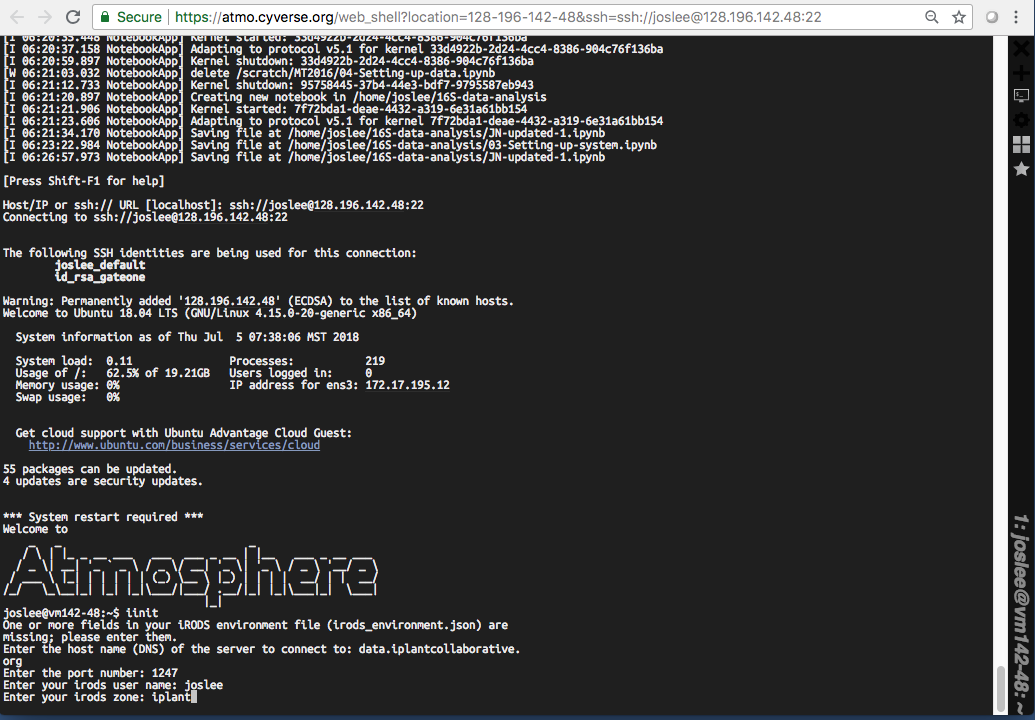 Secure | https://atmo.cyverse.org/web_shell?location=128-196-142-48&ssh=ssh://joslee@128.196.142.48:22
[I 06:20:35.448 NotebookApp] Kernel started: 33d4922b-2d24-4cc4-8386-904c76f136ba
[I 06:20:37.158 NotebookApp] Adapting to protocol v5.1 for kernel 33d4922b-2d24-4cc4-8386-904c76f136ba
[I 06:20:59.897 NotebookApp] Kernel shutdown: 33d4922b-2d24-4cc4-8386-904c76f136ba
[W 06:21:03.032 NotebookApp] delete /scratch/MT2016/04-Setting-up-data.ipynb
[I 06:21:12.733 NotebookApp] Kernel shutdown: 95758445-37b4-44e3-bdf7-9795587eb943
[I 06:21:20.897 NotebookApp] Creating new notebook in /home/joslee/16S-data-analysis
[I 06:21:21.906 NotebookApp] Kernel started: 7f72bda1-deae-4432-a319-6e31a61bb154
[I 06:21:23.606 NotebookApp] Adapting to protocol v5.1 for kernel 7f72bda1-deae-4432-a319-6e31a61bb154
[I 06:21:34.170 NotebookApp] Saving file at /home/joslee/16S-data-analysis/JN-updated-1.ipynb
[I 06:23:22.984 NotebookApp] Saving file at /home/joslee/16S-data-analysis/03-Setting-up-system.ipynb
[I 06:26:57.973 NotebookApp] Saving file at /home/joslee/16S-data-analysis/JN-updated-1.ipynb
[Press Shift-F1 for help]
Host/IP or ssh:// URL [localhost]: ssh://joslee@128.196.142.48:22
Connecting to ssh://joslee@128.196.142.48:22
The following SSH identities are being used for this connection:
joslee_default
id_rsa_gateone
Warning: Permanently added '128.196.142.48' (ECDSA) to the list of known hosts.
Welcome to Ubuntu 18.04 LTS (GNU/Linux 4.15.0-20-generic x86_64)
System information as of Thu Jul  5 07:38:06 MST 2018
System load:  0.11 Processes: 219
Usage of /:   62.5% of 19.21GB Users logged in: 0
Memory usage: 0% IP address for ens3: 172.17.195.12
Swap usage:   0%
Get cloud support with Ubuntu Advantage Cloud Guest:
http://www.ubuntu.com/business/services/cloud
55 packages can be updated.
4 updates are security updates.
*** System restart required ***
Welcome to
Atmosphere
joslee@vm142-48:~$ iinit
One or more fields in your iRODS environment file (irods_environment.json) are
missing; please enter them.
Enter the host name (DNS) of the server to connect to: data.iplantcollaborative.
org
Enter the port number: 1247
Enter your irods user name: joslee
Enter your irods zone: iplant
1: joslee@vm142-48: ~